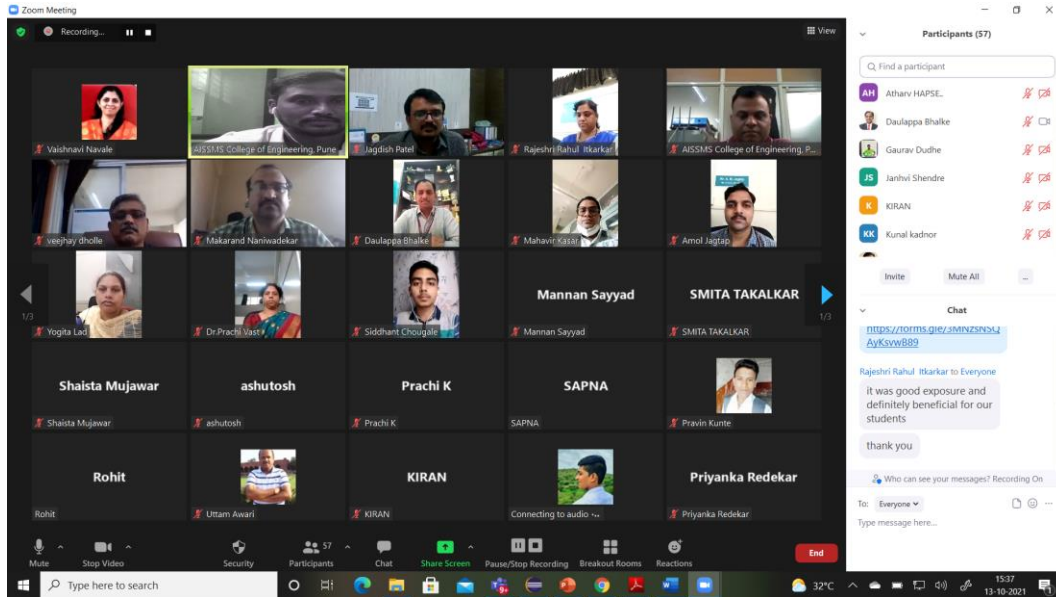 Zoom Meeting
Recording...
View
Vaishnavi Navale
AISSMS College of Engineering, Pune
Jagdish Patel
Rajeshri Rahul Itkarkar
AISSMS College of Engineering, P...
veejhay dholle
Makarand Naniwadekar
Daulappa Bhalke
Mahavir Kasar
Amol Jagtap
1/3
1/3
Yogita Lad
Dr.Prachi Vast
Siddhant Chougale
Mannan Sayyad
Mannan Sayyad
SMITA TAKALKAR
SMITA TAKALKAR
Shaista Mujawar
Shaista Mujawar
ashutosh
ashutosh
Prachi K
Prachi K
SAPNA
SAPNA
Pravin Kunte
Rohit
Rohit
Uttam Awari
KIRAN
KIRAN
Connecting to audio
Priyanka Redekar
Priyanka Redekar
Mute
Stop Video
Security
57
Participants
Chat
Share Screen
Pause/Stop Recording
Breakout Rooms
Reactions
End
Participants (57)
Find a participant
AH Atharv HAPSE..
Daulappa Bhalke
Gaurav Dudhe
JS Janhvi Shendre
K KIRAN
KK Kunal kadnor
Invite Mute All ...
Chat
AyKsvwB89
Rajeshri Rahul Itkarkar to Everyone
it was good exposure and
definitely beneficial for our
students
thank you
Who can see your messages? Recording On
To: Everyone
Type message here...
Type here to search
32°C
15:37
13-10-2021